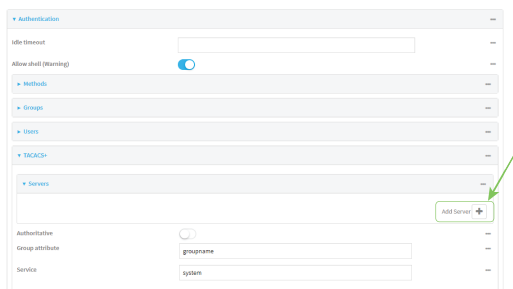 Authentication
Idle timeout
Allow shell (Warning)
Methods
Groups
Users
TACACS+
Servers
Add Server
Authoritative
Group attribute groupname
Service system